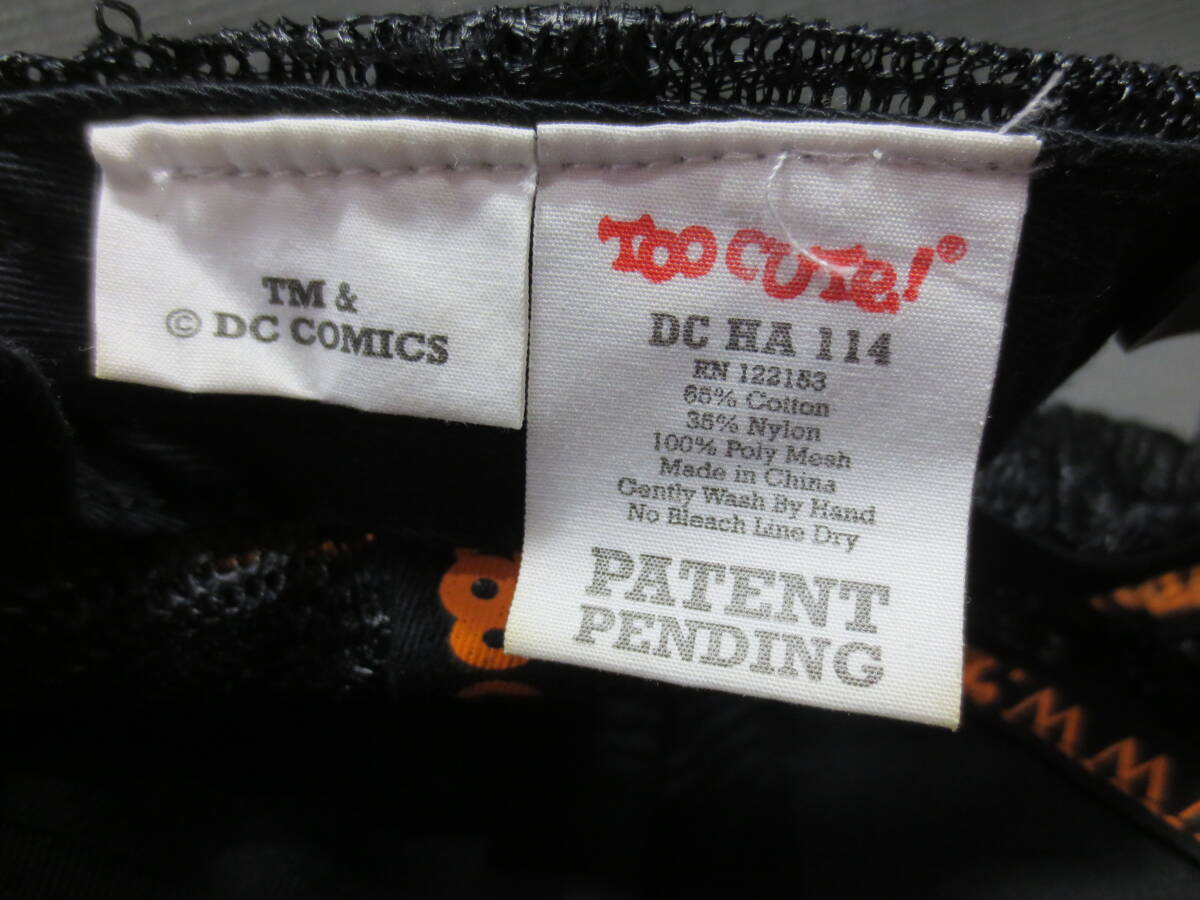 TM &
© DC COMICS
Too Cute!®
DC HA 114
RN 122153
65% Cotton
35% Nylon
100% Poly Mesh
Made in China
Gently Wash By Hand
No Bleach Line Dry
PATENT
PENDING